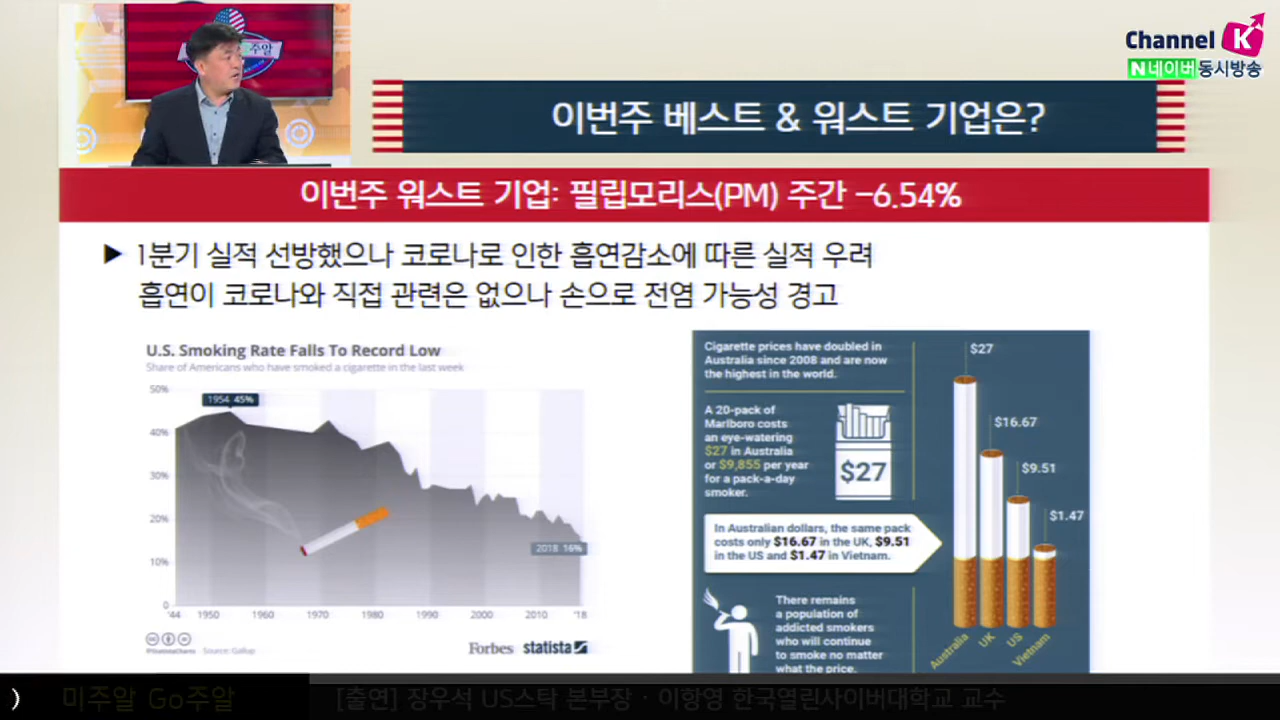 주알
Channel K
N 네이버 동시방송
이번주 베스트 & 워스트 기업은?
이번주 워스트 기업: 필립모리스(PM) 주간 -6.54%
▶ 1분기 실적 선방했으나 코로나로 인한 흡연감소에 따른 실적 우려
흡연이 코로나와 직접 관련은 없으나 손으로 전염 가능성 경고
U.S. Smoking Rate Falls To Record Low
Share of Americans who have smoked a cigarette in the last week
50%
1954 45%
40%
30%
20%
2018 16%
10%
0
'44 1950 1960 1970 1980 1990 2000 2010 '18
@StatistaCharts Source: Gallup
Forbes statista
Cigarette prices have doubled in
Australia since 2008 and are now
the highest in the world.
A 20-pack of
Marlboro costs
an eye-watering
$27 in Australia
or $9,855 per year
for a pack-a-day
smoker.
$27
In Australian dollars, the same pack
costs only $16.67 in the UK, $9.51
in the US and $1.47 in Vietnam.
There remains
a population of
addicted smokers
who will continue
to smoke no matter
what the price.
$27
$16.67
$9.51
$1.47
Australia
UK
US
Vietnam
미주알 Go주알
[출연] 장우석 US스탁 본부장 · 이항영 한국열린사이버대학교 교수